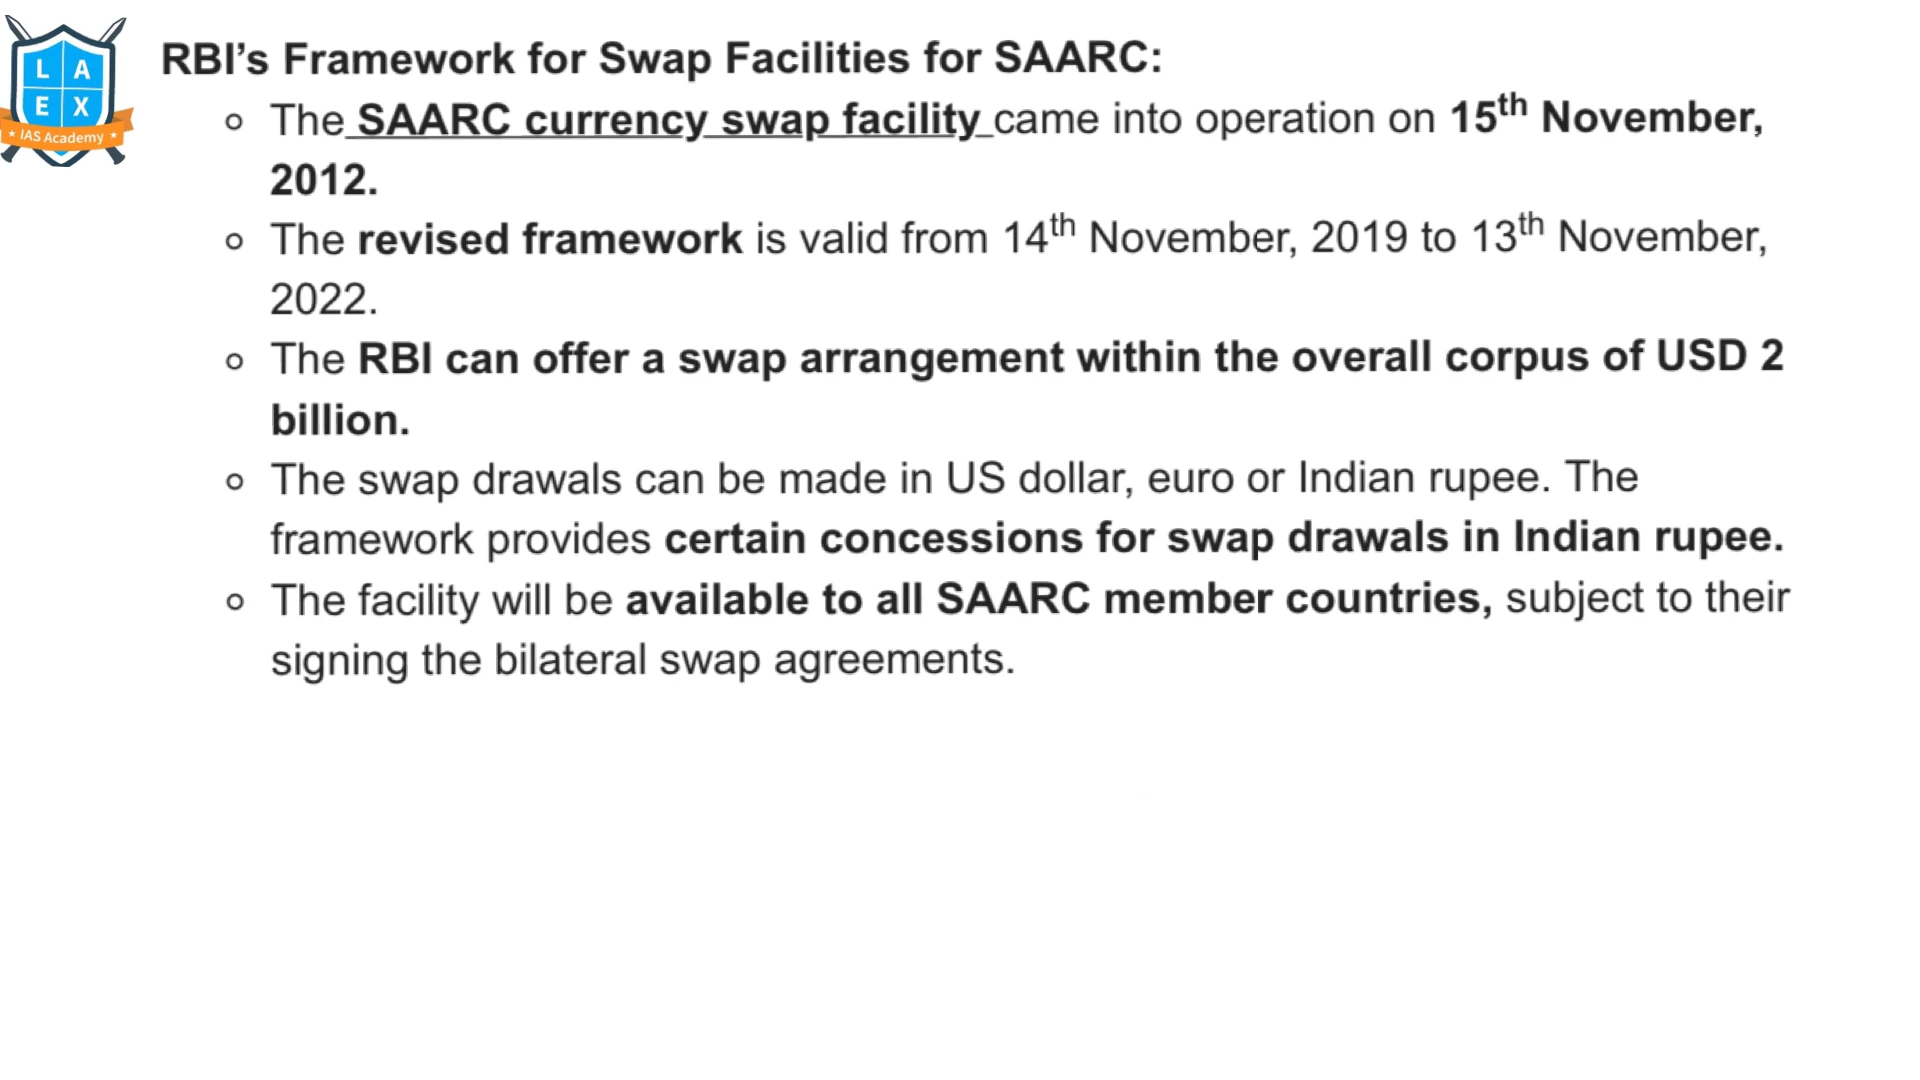 L A
E X
★ IAS Academy ★
RBI’s Framework for Swap Facilities for SAARC:
○ The SAARC currency swap facility came into operation on 15th November,
2012.
○ The revised framework is valid from 14th November, 2019 to 13th November,
2022.
○ The RBI can offer a swap arrangement within the overall corpus of USD 2
billion.
○ The swap drawals can be made in US dollar, euro or Indian rupee. The
framework provides certain concessions for swap drawals in Indian rupee.
○ The facility will be available to all SAARC member countries, subject to their
signing the bilateral swap agreements.